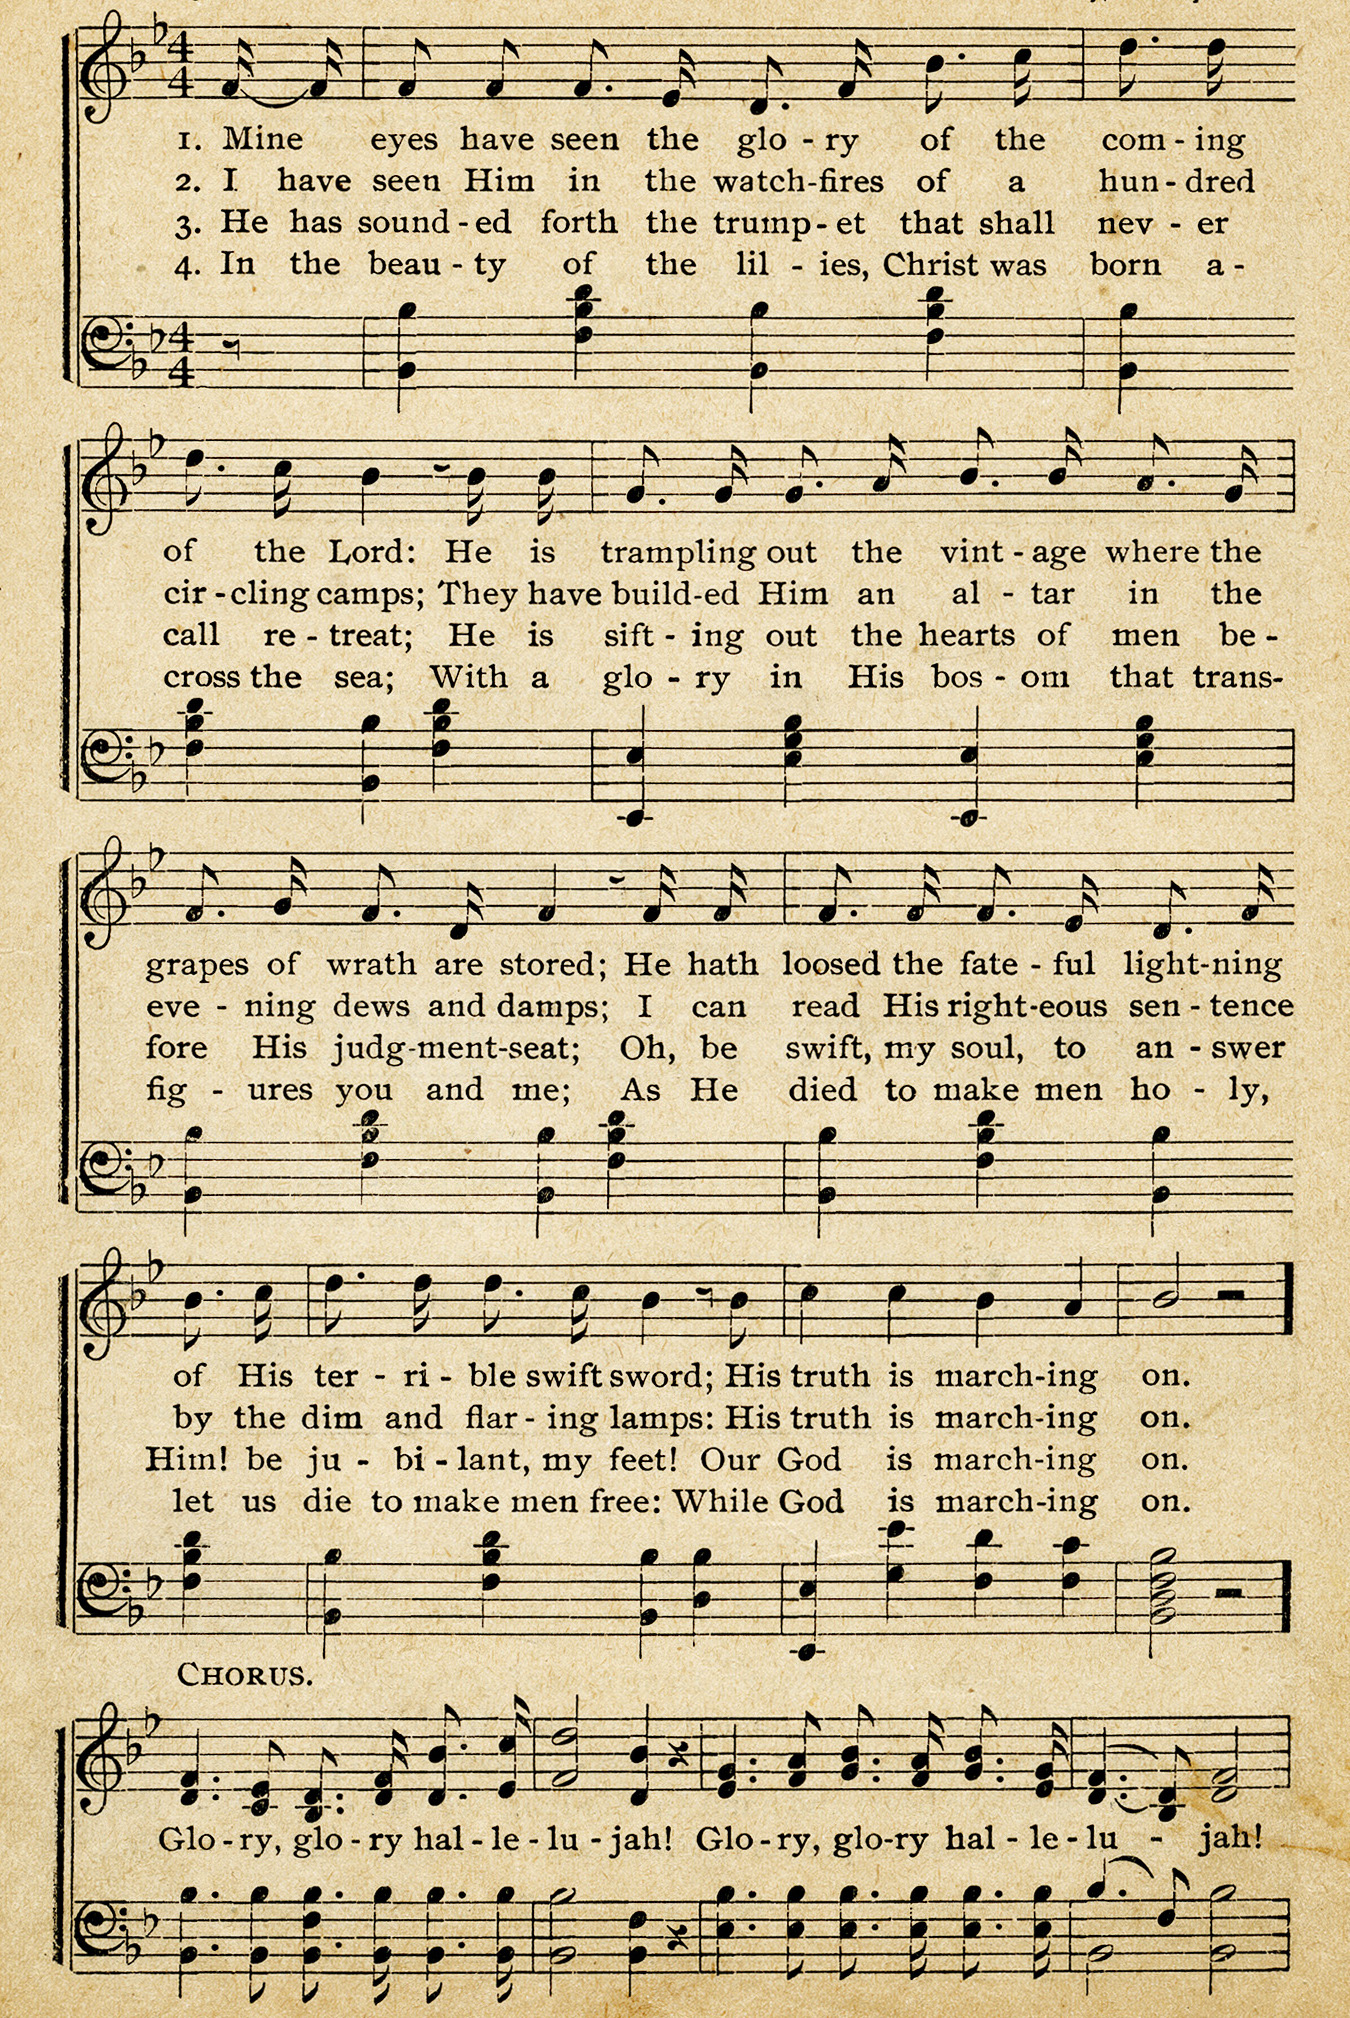 4
4
1. Mine eyes have seen the glo - ry of the com - ing
2. I have seen Him in the watch-fires of a hun - dred
3. He has sound - ed forth the trump - et that shall nev - er
4. In the beau - ty of the lil - ies, Christ was born a -
4
4
of the Lord: He is trampling out the vint - age where the
cir - cling camps; They have build-ed Him an al - tar in the
call re - treat; He is sift - ing out the hearts of men be -
cross the sea; With a glo - ry in His bos - om that trans-
grapes of wrath are stored; He hath loosed the fate - ful light-ning
eve - ning dews and damps; I can read His right-eous sen - tence
fore His judg-ment-seat; Oh, be swift, my soul, to an - swer
fig - ures you and me; As He died to make men ho - ly,
of His ter - ri - ble swift sword; His truth is march-ing on.
by the dim and flar - ing lamps: His truth is march-ing on.
Him! be ju - bi - lant, my feet! Our God is march-ing on.
let us die to make men free: While God is march-ing on.
CHORUS.
Glo - ry, glo - ry hal - le - lu - jah! Glo - ry, glo-ry hal - le - lu - jah!